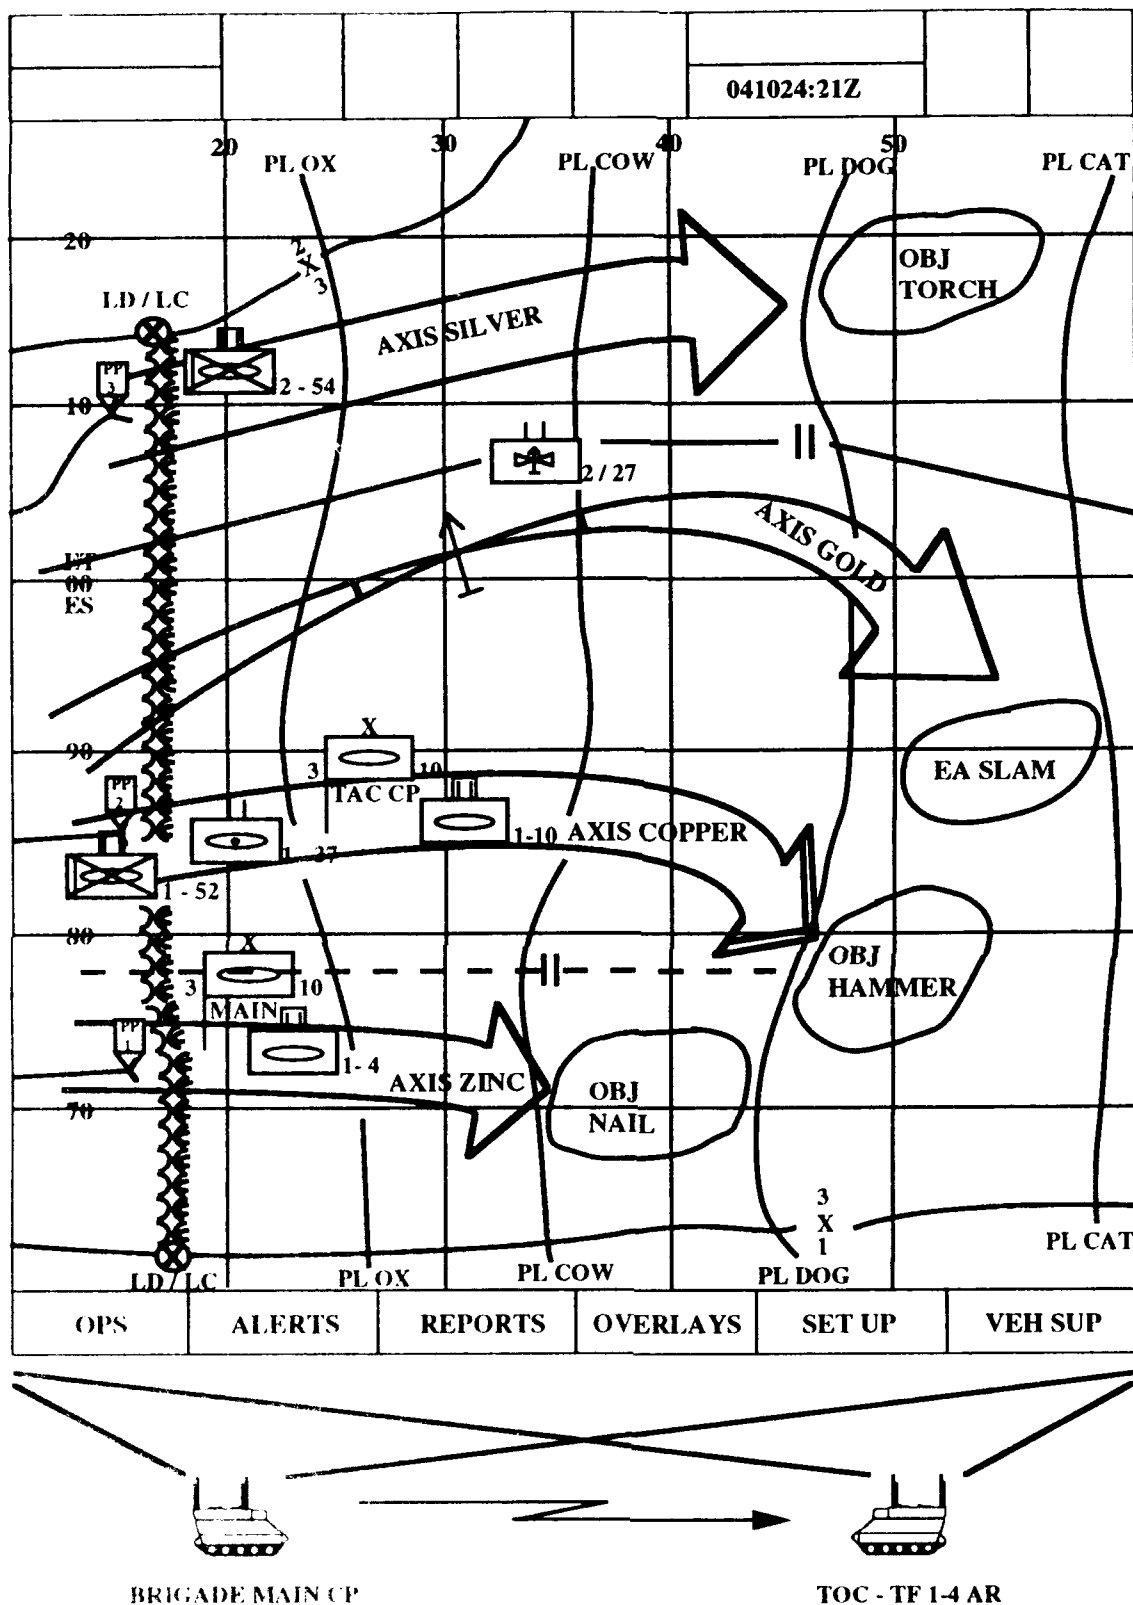 041024:21Z
20 30 40 50
PL OX PL COW PL DOG PL CAT
20
2
X
3
OBJ
TORCH
LD / LC
AXIS SILVER
PP
3
2 - 54
10
II
2 / 27
AXIS GOLD
00
ES
X
90
3 10
TAC CP
EA SLAM
PP
2
1-10
AXIS COPPER
1 - 52
80
X
OBJ
HAMMER
II
3 10
MAIN
PP
1
1- 4
AXIS ZINC
OBJ
NAIL
70
3
X
1
PL CAT
LD / LC PL OX PL COW PL DOG
OPS ALERTS REPORTS OVERLAYS SET UP VEH SUP
BRIGADE MAIN CP TOC - TF 1-4 AR